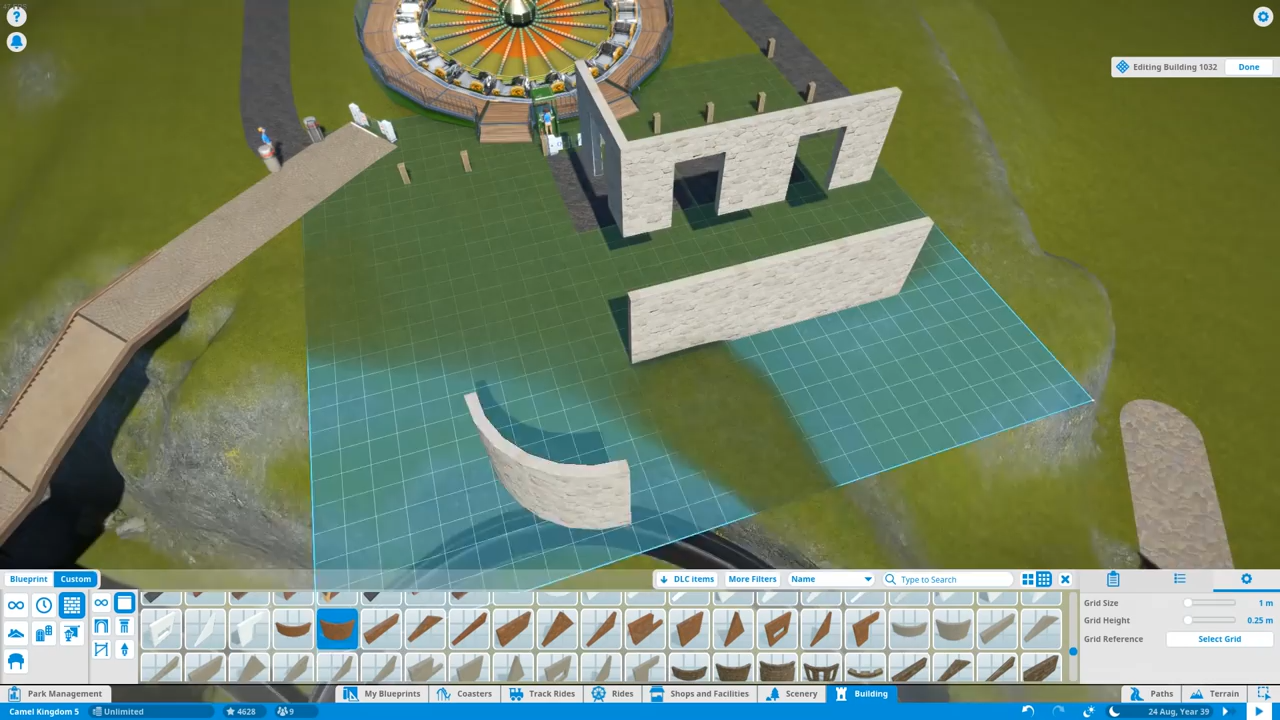 Editing Building 1032
Done
Blueprint
Custom
DLC items
More Filters
Name
Type to Search
Grid Size
1 m
Grid Height
0.25 m
Grid Reference
Select Grid
Park Management
My Blueprints
Coasters
Track Rides
Rides
Shops and Facilities
Scenery
Building
Paths
Terrain
Camel Kingdom 5
Unlimited
4628
9
24 Aug, Year 39